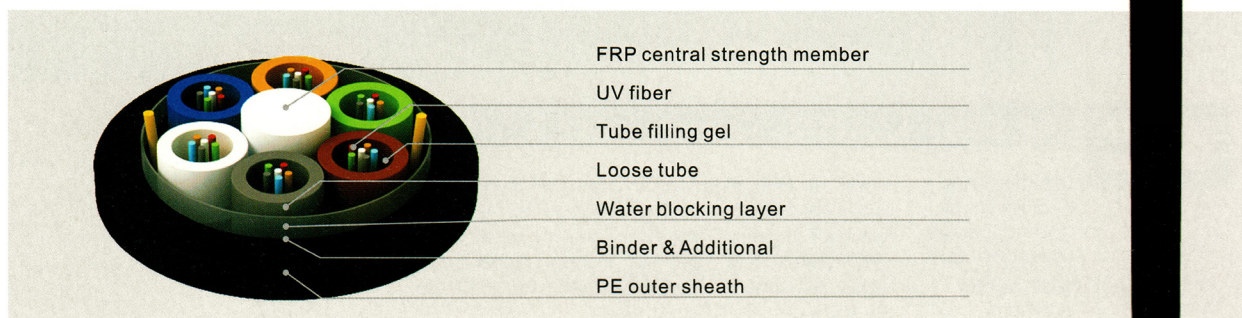 FRP central strength member
UV fiber
Tube filling gel
Loose tube
Water blocking layer
Binder & Additional
PE outer sheath